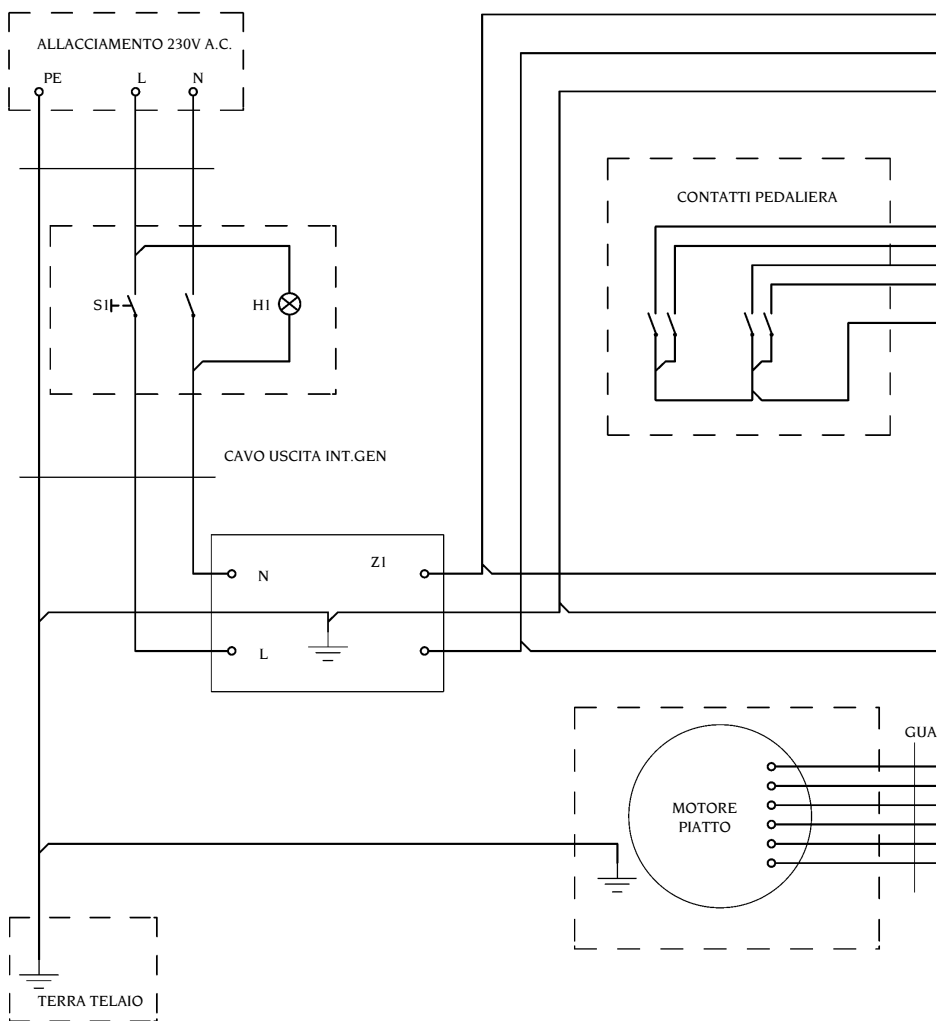 ALLACCIAMENTO 230V A.C.
PE L N
CONTATTI PEDALIERA
S1 H1
CAVO USCITA INT.GEN
N Z1
L
GUA
MOTORE
PIATTO
TERRA TELAIO